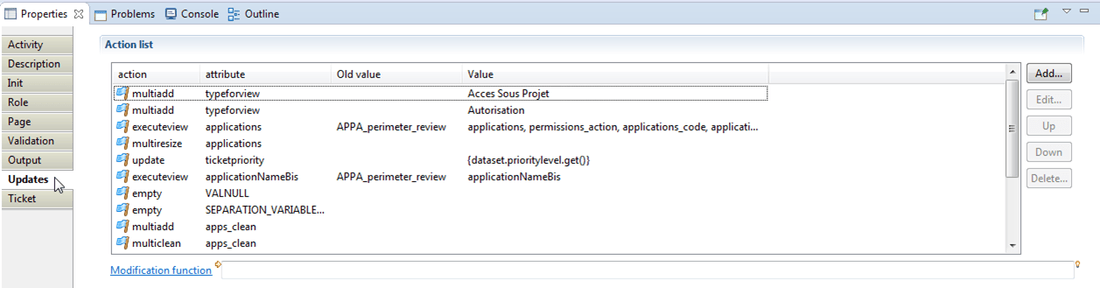 Properties Problems Console Outline
Activity
Description
Init
Role
Page
Validation
Output
Updates
Ticket
Action list
action attribute Old value Value
multiadd typeforview Acces Sous Projet
multiadd typeforview Autorisation
executeview applications APPA_perimeter_review applications, permissions_action, applications_code, applicati...
multiresize applications
update ticketpriority {dataset.prioritylevel.get()}
executeview applicationNameBis APPA_perimeter_review applicationNameBis
empty VALNULL
empty SEPARATION_VARIABLE...
multiadd apps_clean
multiclean apps_clean
Add...
Edit...
Up
Down
Delete...
Modification function